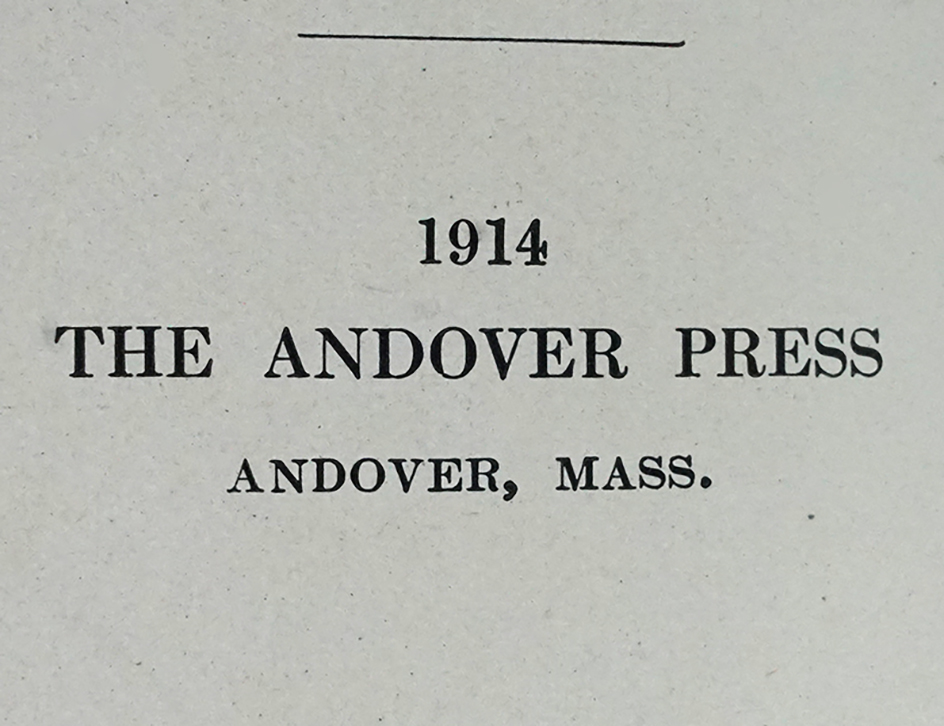 1914
THE ANDOVER PRESS
ANDOVER, MASS.